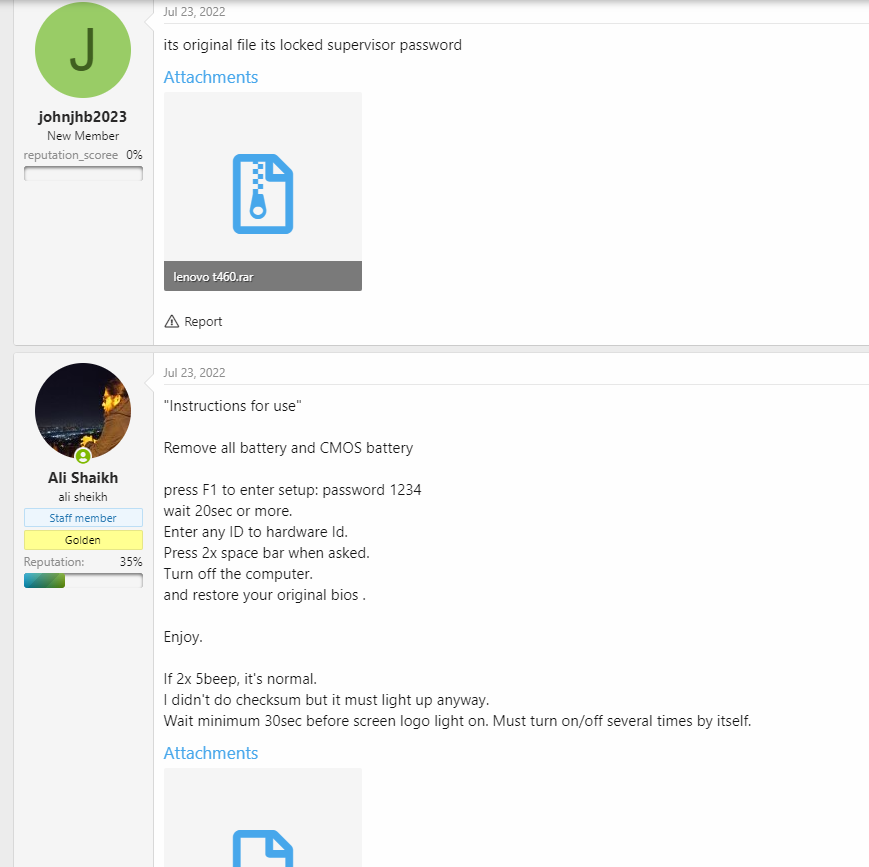 Jul 23, 2022
J
its original file its locked supervisor password
Attachments
johnjhb2023
New Member
reputation_scoree 0%
lenovo t460.rar
Report
Jul 23, 2022
"Instructions for use"
Remove all battery and CMOS battery
Ali Shaikh
ali sheikh
Staff member
Golden
Reputation: 35%
press F1 to enter setup: password 1234
wait 20sec or more.
Enter any ID to hardware Id.
Press 2x space bar when asked.
Turn off the computer.
and restore your original bios .
Enjoy.
If 2x 5beep, it's normal.
I didn't do checksum but it must light up anyway.
Wait minimum 30sec before screen logo light on. Must turn on/off several times by itself.
Attachments